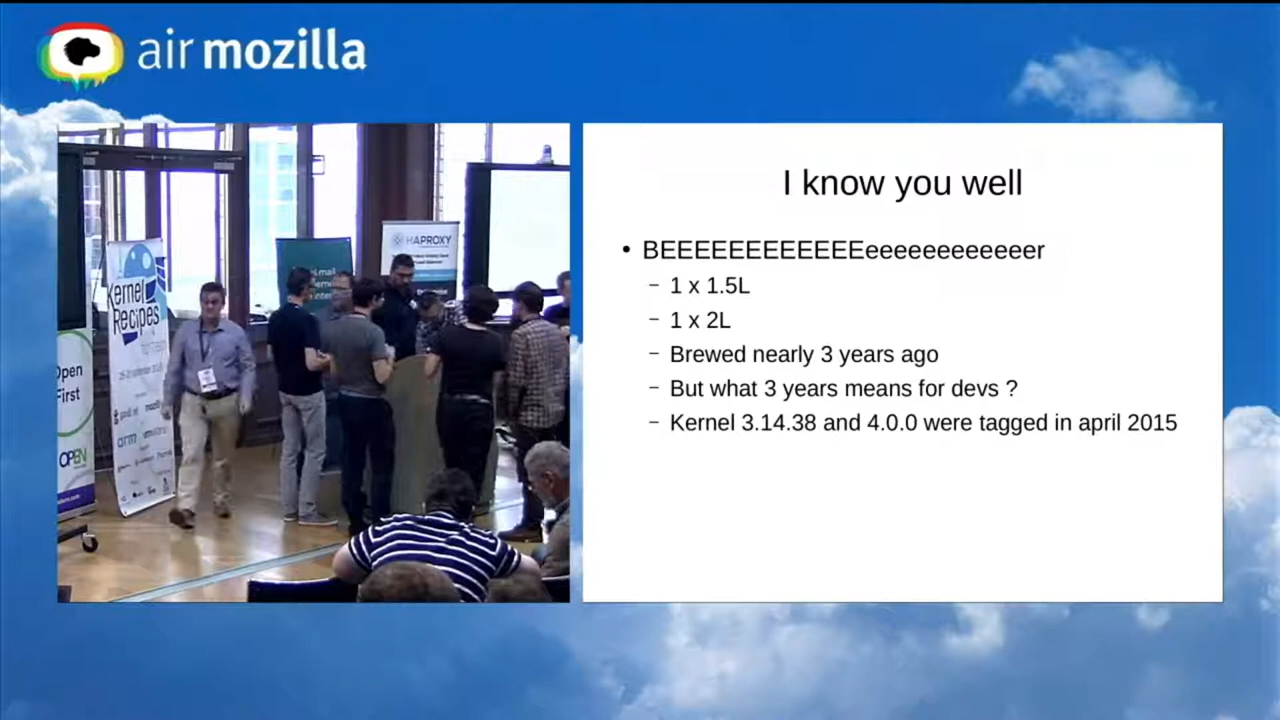 air mozilla
I know you well
• BEEEEEEEEEEEEEeeeeeeeeeeeeer
– 1 x 1.5L
– 1 x 2L
– Brewed nearly 3 years ago
– But what 3 years means for devs ?
– Kernel 3.14.38 and 4.0.0 were tagged in april 2015
HAPROXY
Kernel
Recipes
Open
First
arm
OPEN